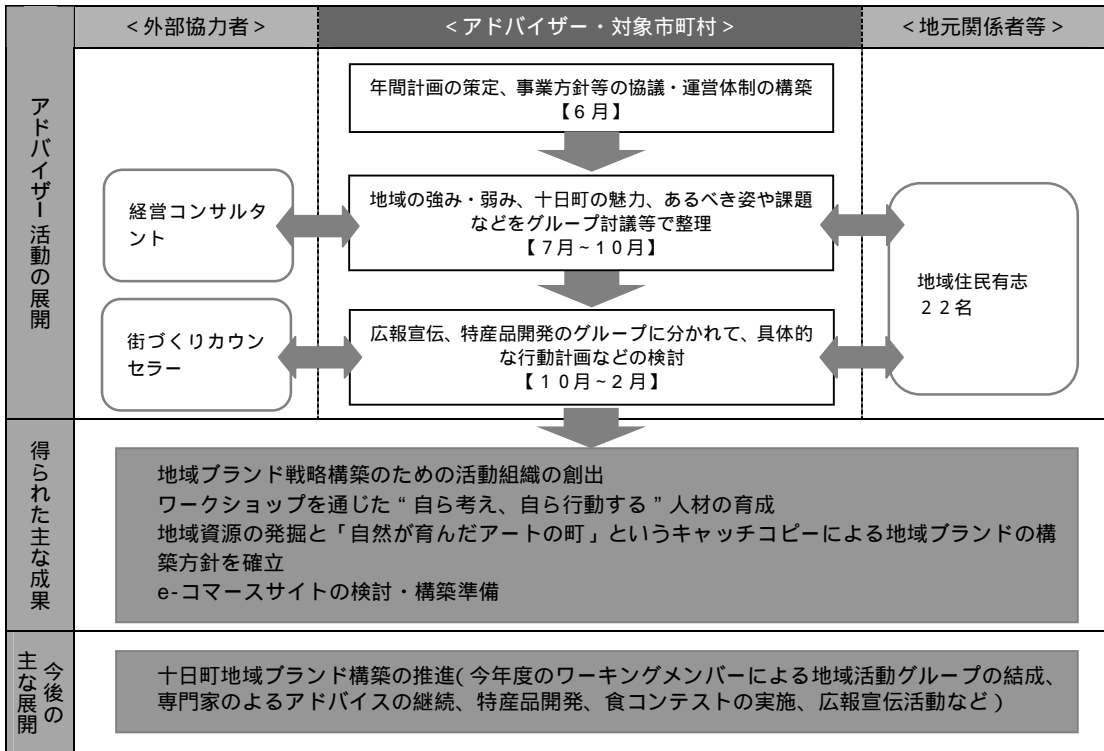 ＜外部協力者＞
＜アドバイザー・対象市町村＞
＜地元関係者等＞
アドバイザー活動の展開
年間計画の策定、事業方針等の協議・運営体制の構築
【６月】
経営コンサルタ
ント
地域の強み・弱み、十日町の魅力、あるべき姿や課題
などをグループ討議等で整理
【７月~１０月】
地域住民有志
２２名
街づくりカウン
セラー
広報宣伝、特産品開発のグループに分かれて、具体的
な行動計画などの検討
【１０月~２月】
得られた主な成果
地域ブランド戦略構築のための活動組織の創出
ワークショップを通じた“自ら考え、自ら行動する”人材の育成
地域資源の発掘と「自然が育んだアートの町」というキャッチコピーによる地域ブランドの構
築方針を確立
e-コマースサイトの検討・構築準備
今後の
主な展開
十日町地域ブランド構築の推進(今年度のワーキングメンバーによる地域活動グループの結成、
専門家のよるアドバイスの継続、特産品開発、食コンテストの実施、広報宣伝活動など)